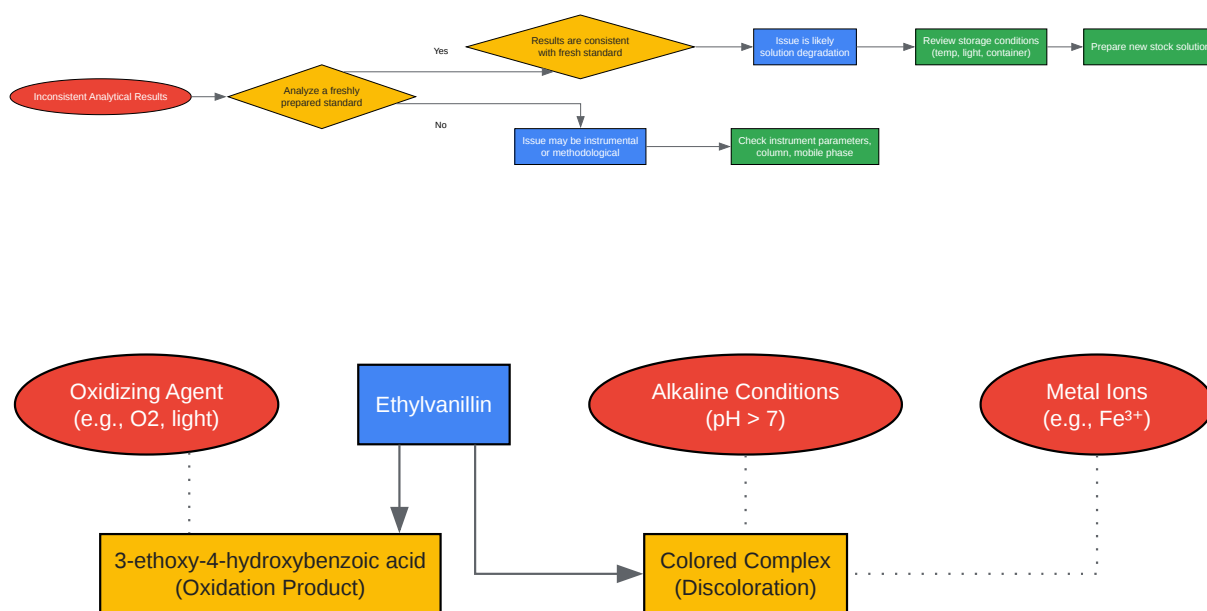 Results are consistent
with fresh standard
Issue is likely
solution degradation
Review storage conditions
(temp, light, container)
Prepare new stock solution
Yes
Inconsistent Analytical Results
Analyze a freshly
prepared standard
No
Issue may be instrumental
or methodological
Check instrument parameters,
column, mobile phase
Oxidizing Agent
(e.g., O2, light)
Ethylvanillin
Alkaline Conditions
(pH > 7)
Metal Ions
(e.g., Fe³⁺)
3-ethoxy-4-hydroxybenzoic acid
(Oxidation Product)
Colored Complex
(Discoloration)